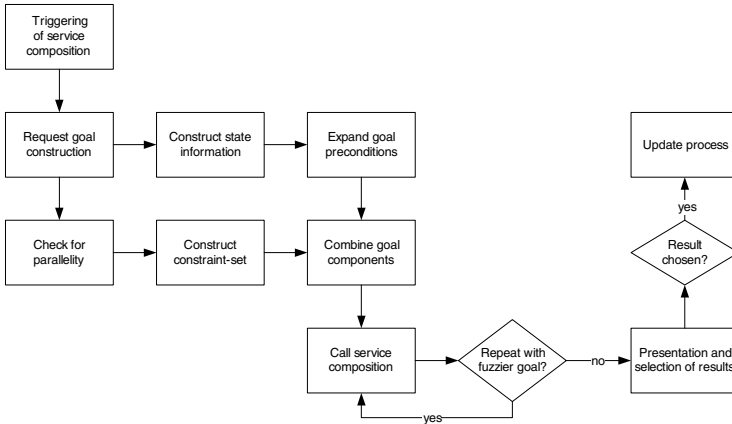 Triggering
of service
composition
Request goal
construction
Construct state
information
Expand goal
preconditions
Update process
yes
Check for
parallelity
Construct
constraint-set
Combine goal
components
Result
chosen?
Call service
composition
Repeat with
fuzzier goal?
no
Presentation and
selection of results
yes